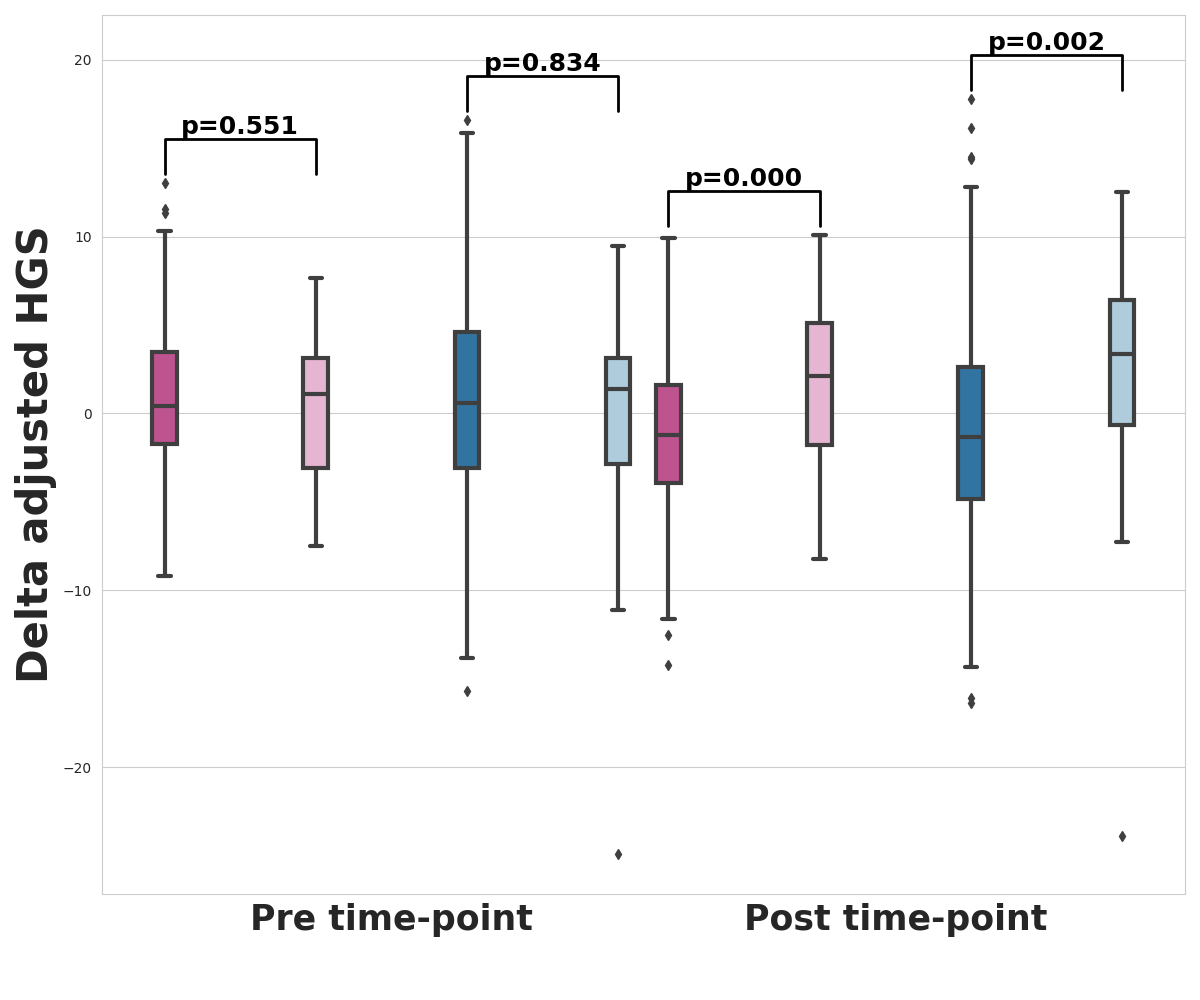 p=0.002
20
p=0.834
p=0.551
p=0.000
10
0
−10
−20
Delta adjusted HGS
Pre time-point
Post time-point